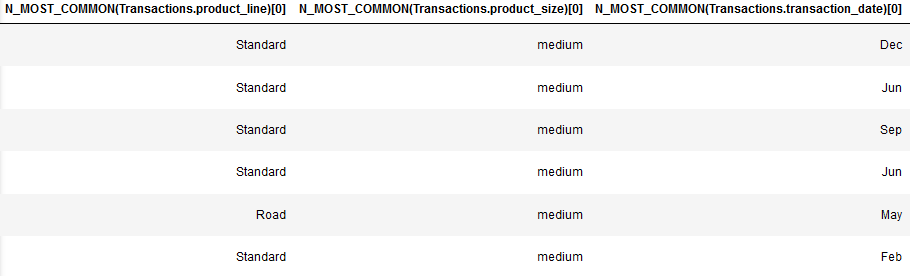 N_MOST_COMMON(Transactions.product_line)[0] N_MOST_COMMON(Transactions.product_size)[0] N_MOST_COMMON(Transactions.transaction_date)[0]
Standard medium Dec
Standard medium Jun
Standard medium Sep
Standard medium Jun
Road medium May
Standard medium Feb